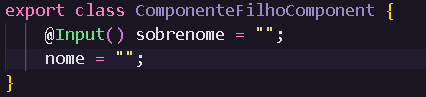 export class ComponenteFilhoComponent {
    @Input() sobrenome = "";
    nome = "";
}